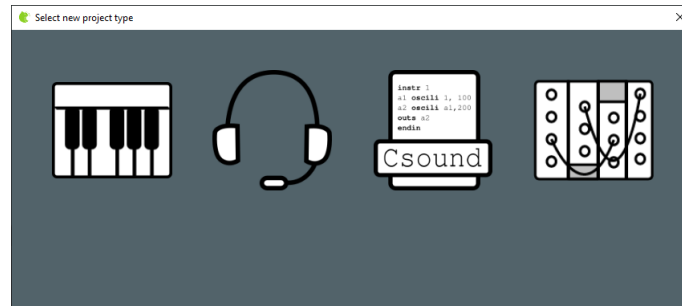 Select new project type
instr 1
a1 oscili 1, 100
a2 oscili a1,200
outs a2
endin
Csound